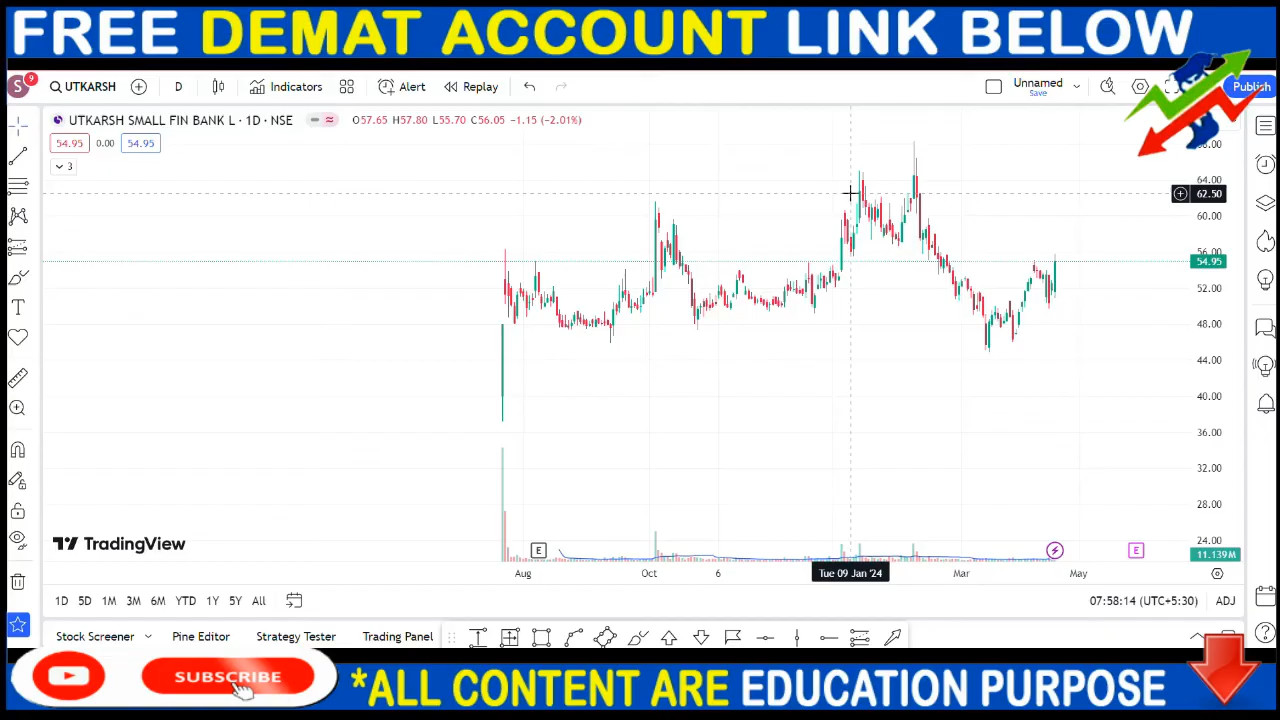 FREE DEMAT ACCOUNT LINK BELOW
S 9 UTKARSH D Indicators Alert Replay Unnamed Save Publish
UTKARSH SMALL FIN BANK L · 1D · NSE O57.65 H57.80 L55.70 C56.05 −1.15 (−2.01%)
54.95 0.00 54.95
3
68.00
64.00
62.50
60.00
56.00
54.95
52.00
48.00
44.00
40.00
36.00
32.00
28.00
24.00
11.139M
TradingView
E E
Aug Oct 6 Tue 09 Jan '24 Mar May
1D 5D 1M 3M 6M YTD 1Y 5Y All 07:58:14 (UTC+5:30) ADJ
Stock Screener Pine Editor Strategy Tester Trading Panel
SUBSCRIBE
*ALL CONTENT ARE EDUCATION PURPOSE